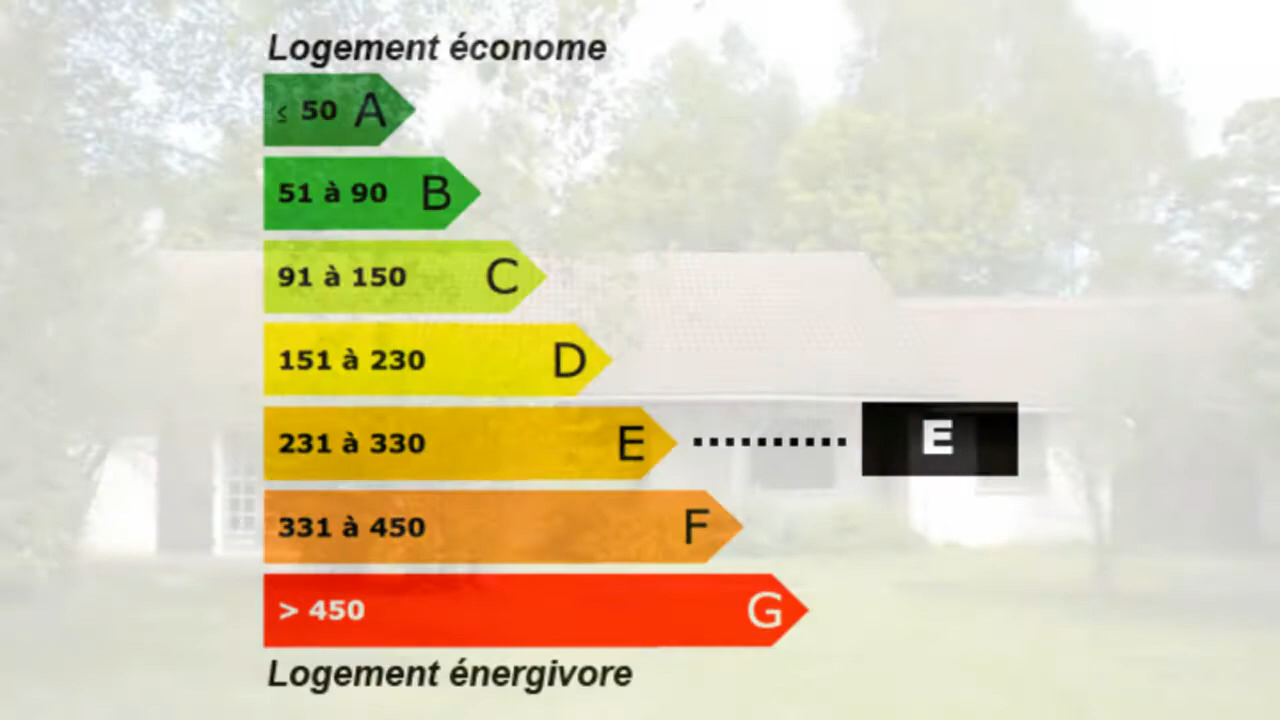 Logement économe
≤ 50 A
51 à 90 B
91 à 150 C
151 à 230 D
231 à 330 E E
331 à 450 F
> 450 G
Logement énergivore